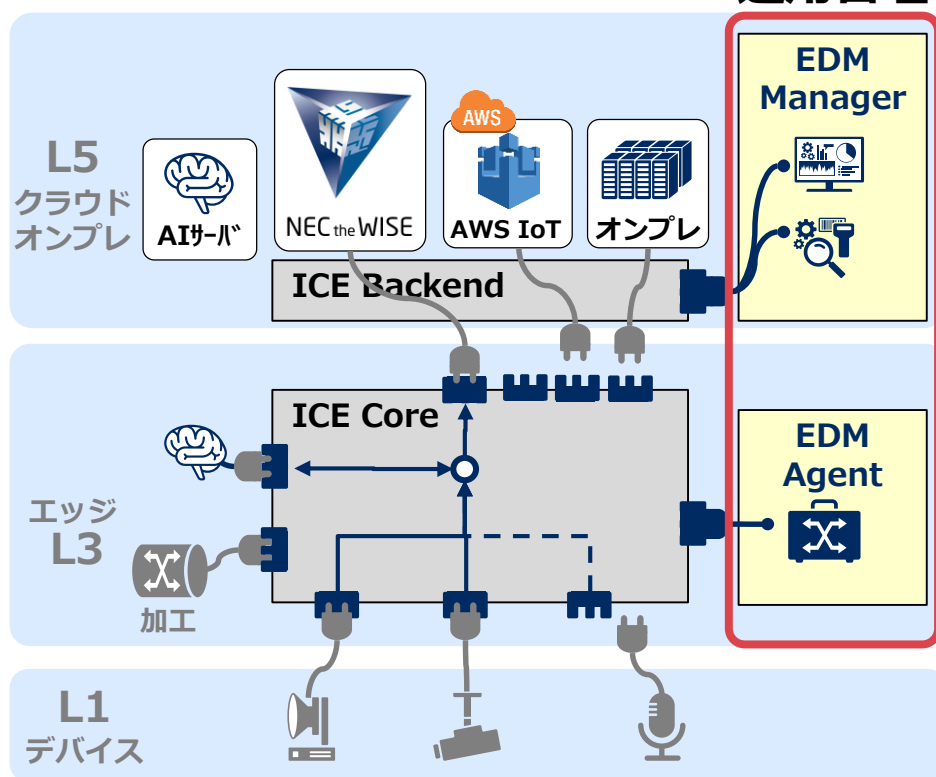 EDM
Manager
L5
クラウド
オンプレ
AIサーバ
NEC the WISE
AWS
AWS IoT
オンプレ
ICE Backend
ICE Core
EDM
Agent
エッジ
L3
加工
L1
デバイス